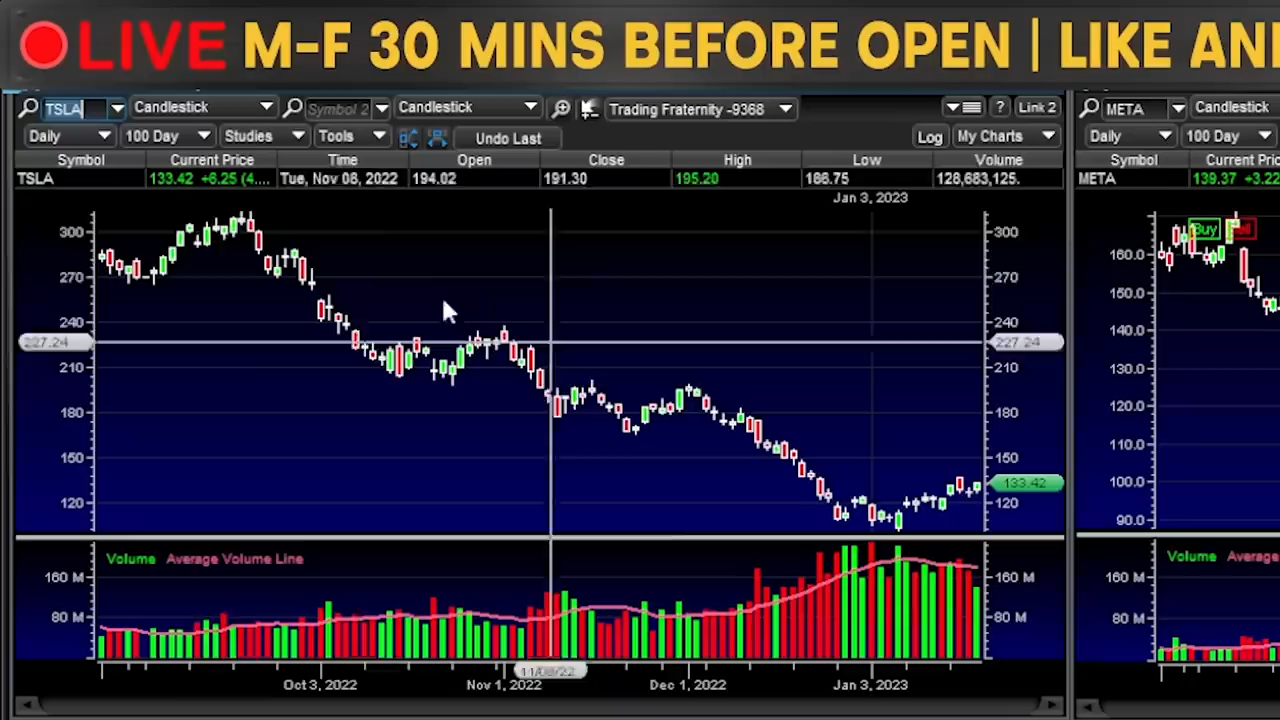 LIVE M-F 30 MINS BEFORE OPEN | LIKE AN
TSLA Candlestick Symbol 2 Candlestick Trading Fraternity -9368 ? Link 2
Daily 100 Day Studies Tools Undo Last Log My Charts
Symbol Current Price Time Open Close High Low Volume
TSLA 133.42 +6.25 (4.... Tue, Nov 08, 2022 194.02 191.30 195.20 186.75 128,683,125.
Jan 3, 2023
300 300
270 270
240 240
227.24 227.24
210 210
180 180
150 150
133.42
120 120
Volume Average Volume Line
160 M 160 M
80 M 80 M
11/08/22
Oct 3, 2022 Nov 1, 2022 Dec 1, 2022 Jan 3, 2023
META Candlestick
Daily 100 Day
Symbol Current Pric
META 139.37 +3.22
Buy
160.0
150.0
140.0
130.0
120.0
110.0
100.0
90.0
Volume Average
160 M
80 M